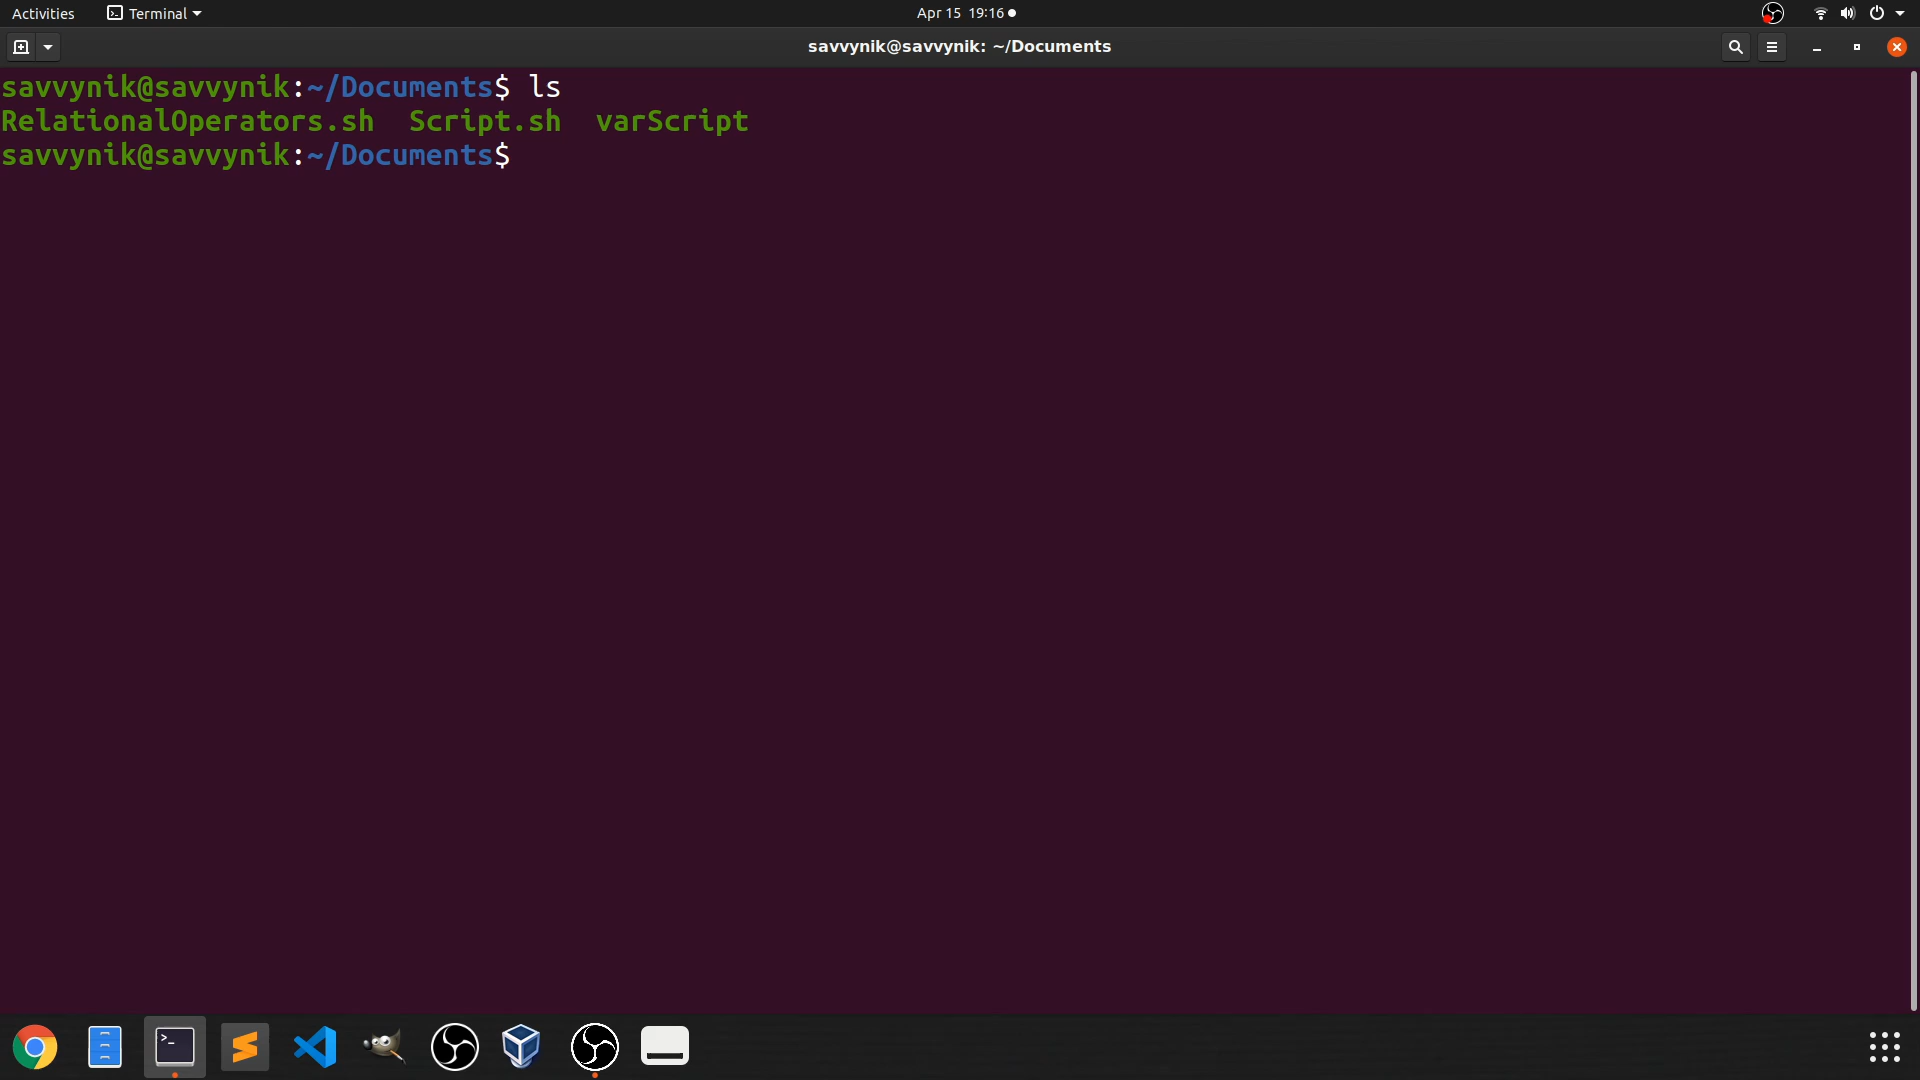 Activities Terminal Apr 15 19:16
savvynik@savvynik: ~/Documents
savvynik@savvynik:~/Documents$ ls
RelationalOperators.sh Script.sh varScript
savvynik@savvynik:~/Documents$